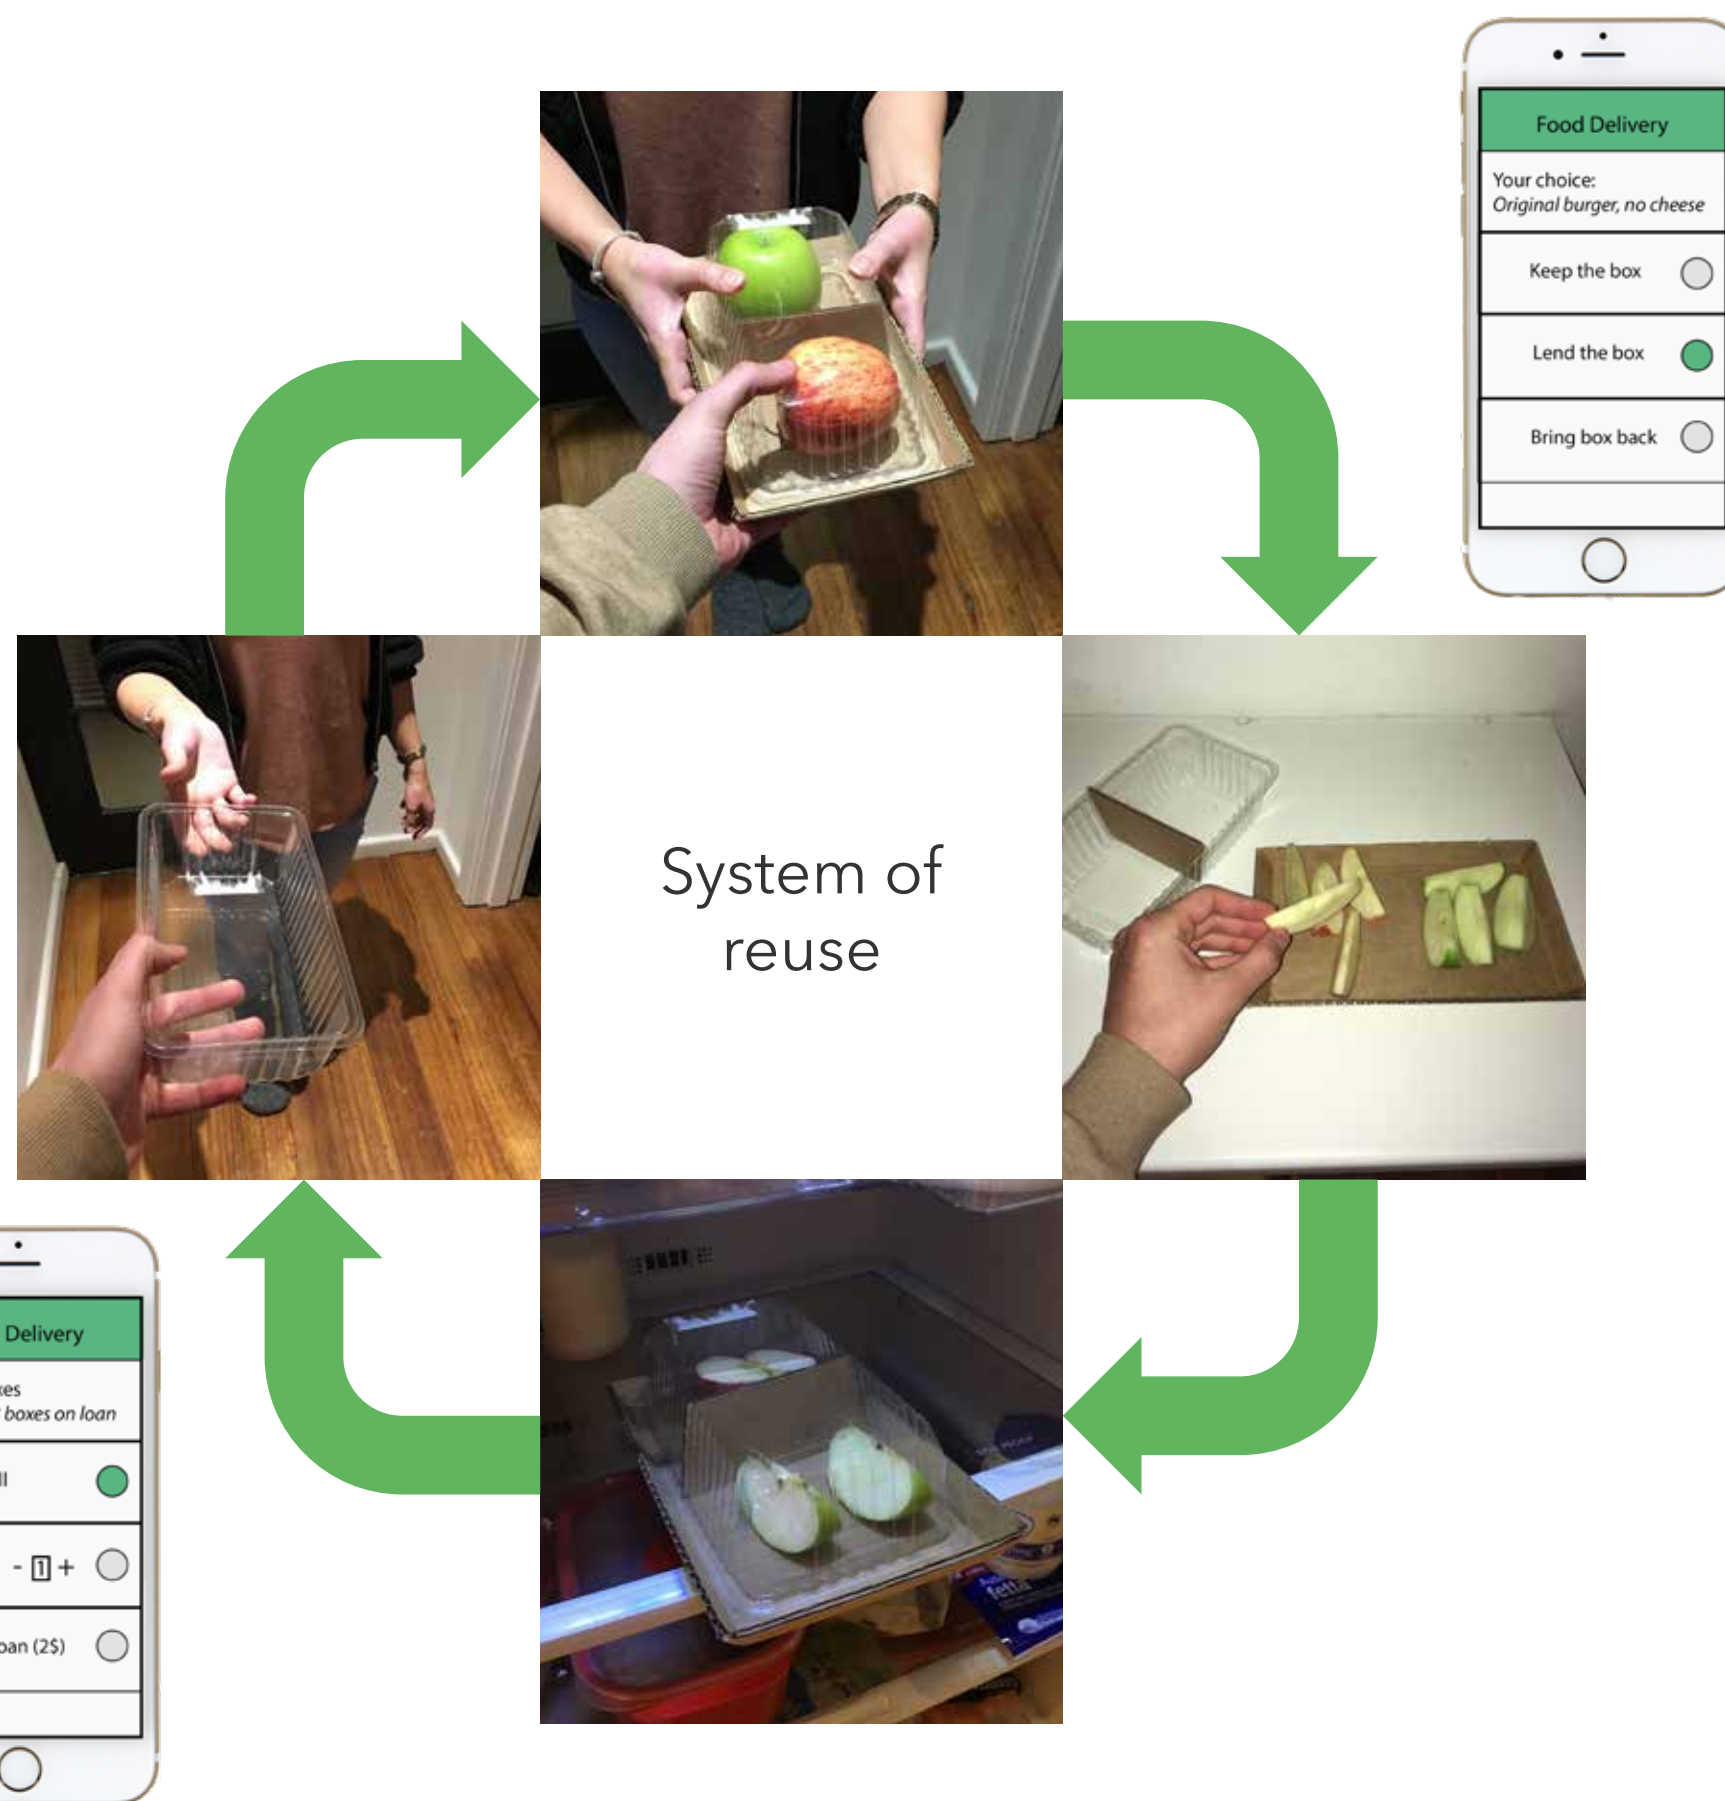 Food Delivery
Your choice:
Original burger, no cheese
Keep the box
Lend the box
Bring box back
System of
reuse
Delivery
boxes on loan
- 1 +
(2$)
fetta